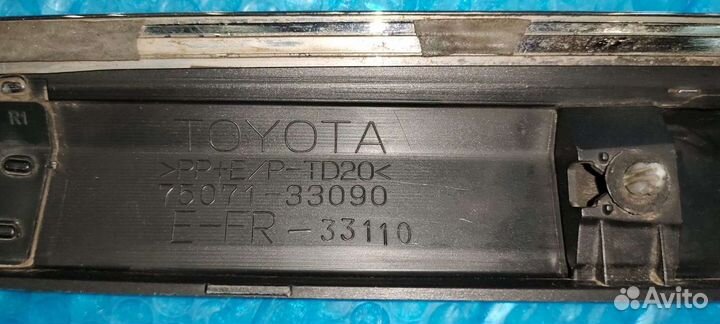 R1
TOYOTA
>PP+E/P-TD20<
75071-33090
E-FR-33110
Avito